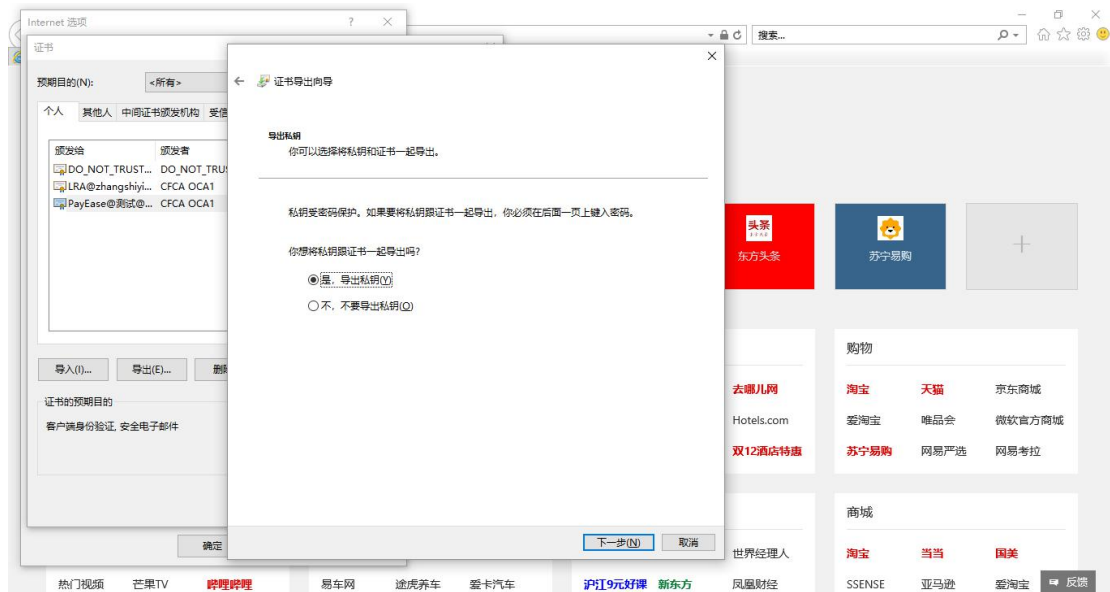 Internet 选项
?
搜索...
证书
预期目的(N):
<所有>
个人 其他人 中间证书颁发机构 受信
颁发给 颁发者
DO_NOT_TRUST... DO_NOT_TRU
LRA@zhangshiyi... CFCA OCA1
PayEase@测试@... CFCA OCA1
导入(I)... 导出(E)...
证书的预期目的
客户端身份验证, 安全电子邮件
确定
证书导出向导
导出私钥
你可以选择将私钥和证书一起导出。
私钥受密码保护。如果要将私钥跟证书一起导出，你必须在后面一页上键入密码。
你想将私钥跟证书一起导出吗?
是，导出私钥(Y)
不，不要导出私钥(O)
下一步(N) 取消
头条
东方头条
苏宁易购
购物
去哪儿网 淘宝 天猫 京东商城
Hotels.com 爱淘宝 唯品会 微软官方商城
双12酒店特惠 苏宁易购 网易严选 网易考拉
商城
世界经理人 淘宝 当当 国美
热门视频 芒果TV 哔哩哔哩 易车网 途虎养车 爱卡汽车 沪江9元好课 新东方 凤凰财经 SSENSE 亚马逊 爱淘宝
反馈